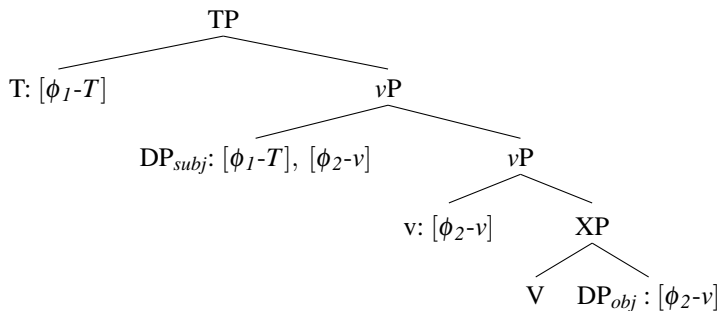 TP
T: [ϕ₁-T] vP
DPsubj: [ϕ₁-T], [ϕ₂-v] vP
v: [ϕ₂-v] XP
V DPobj : [ϕ₂-v]